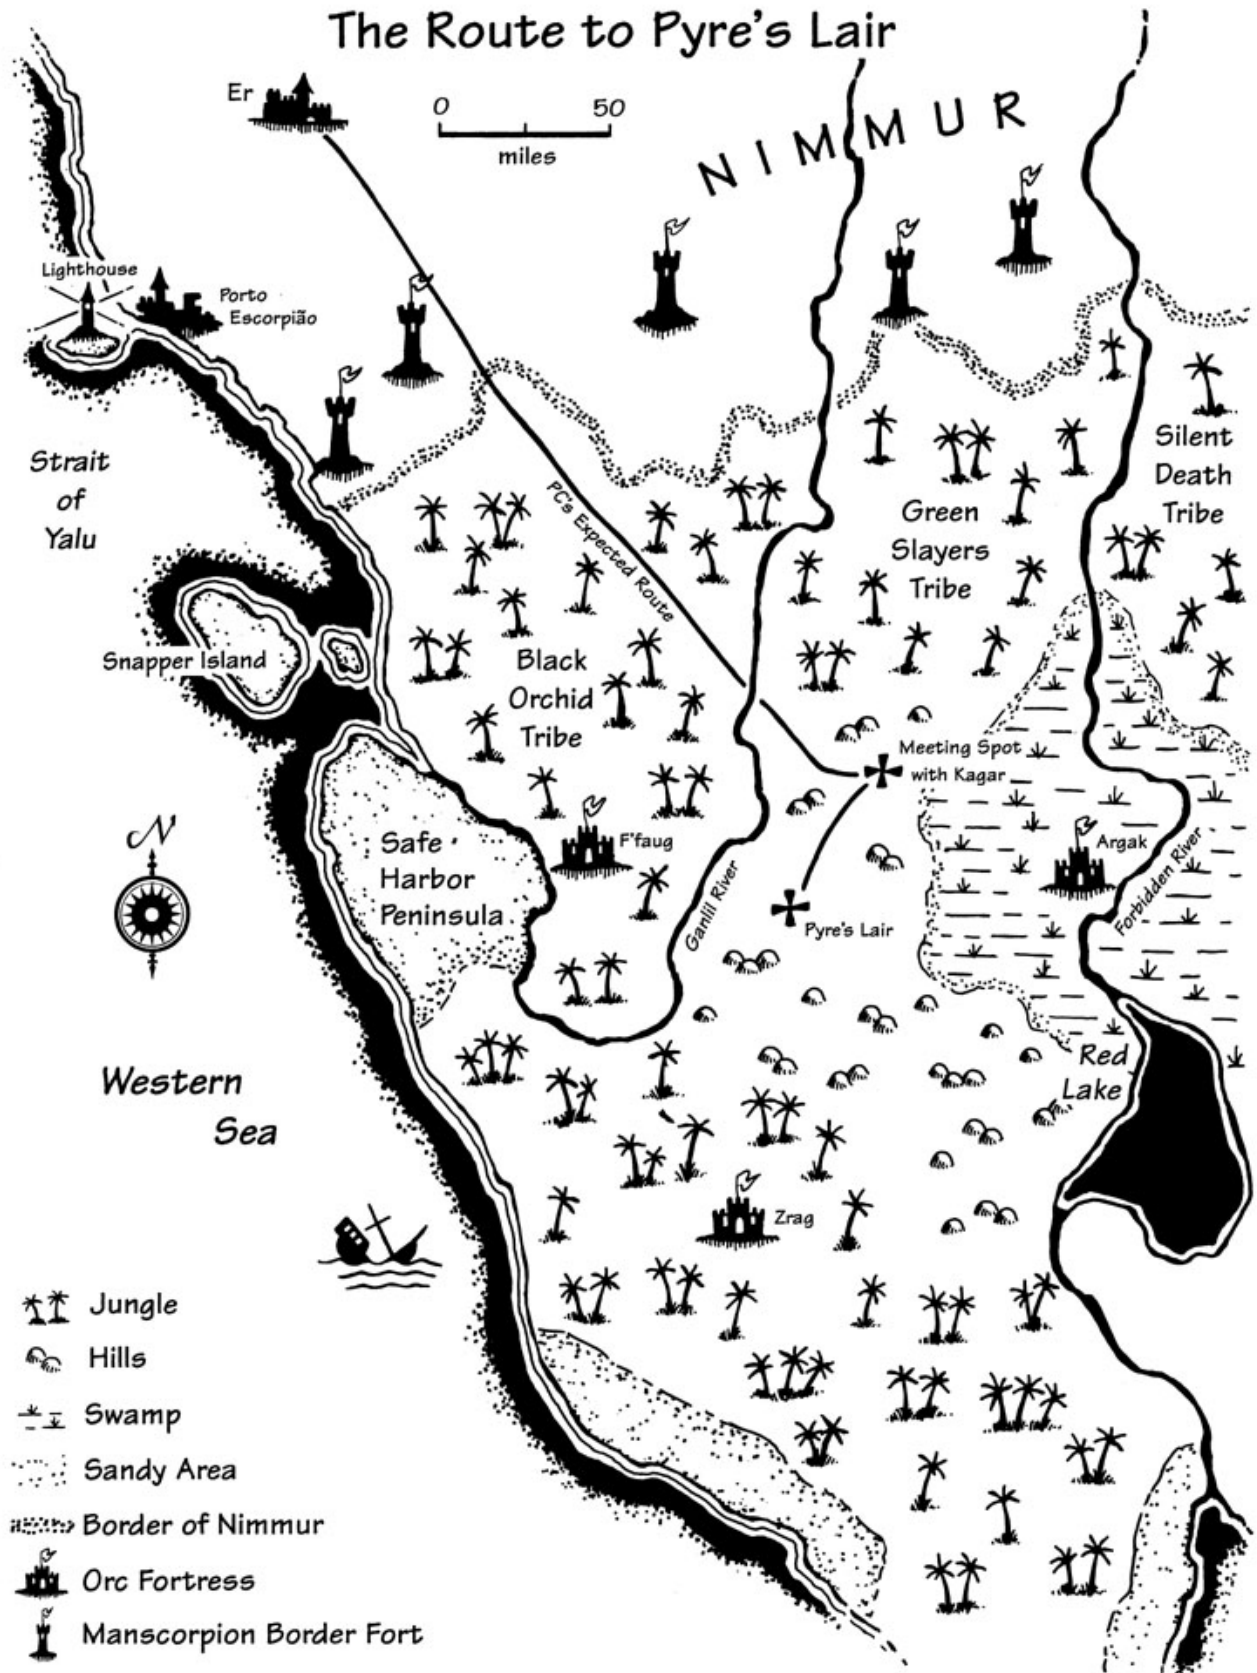 The Route to Pyre's Lair
Er
0 50
miles
NIMMUR
Lighthouse
Porto
Escorpião
Strait
of
Yalu
Silent
Death
Tribe
PC's Expected Route
Green
Slayers
Tribe
Snapper Island
Black
Orchid
Tribe
Meeting Spot
with Kagar
Safe
Harbor
Peninsula
F'faug
Argak
Ganlil River
Forbidden River
Pyre's Lair
N
Western
Sea
Red
Lake
Zrag
Jungle
Hills
Swamp
Sandy Area
Border of Nimmur
Orc Fortress
Manscorpion Border Fort